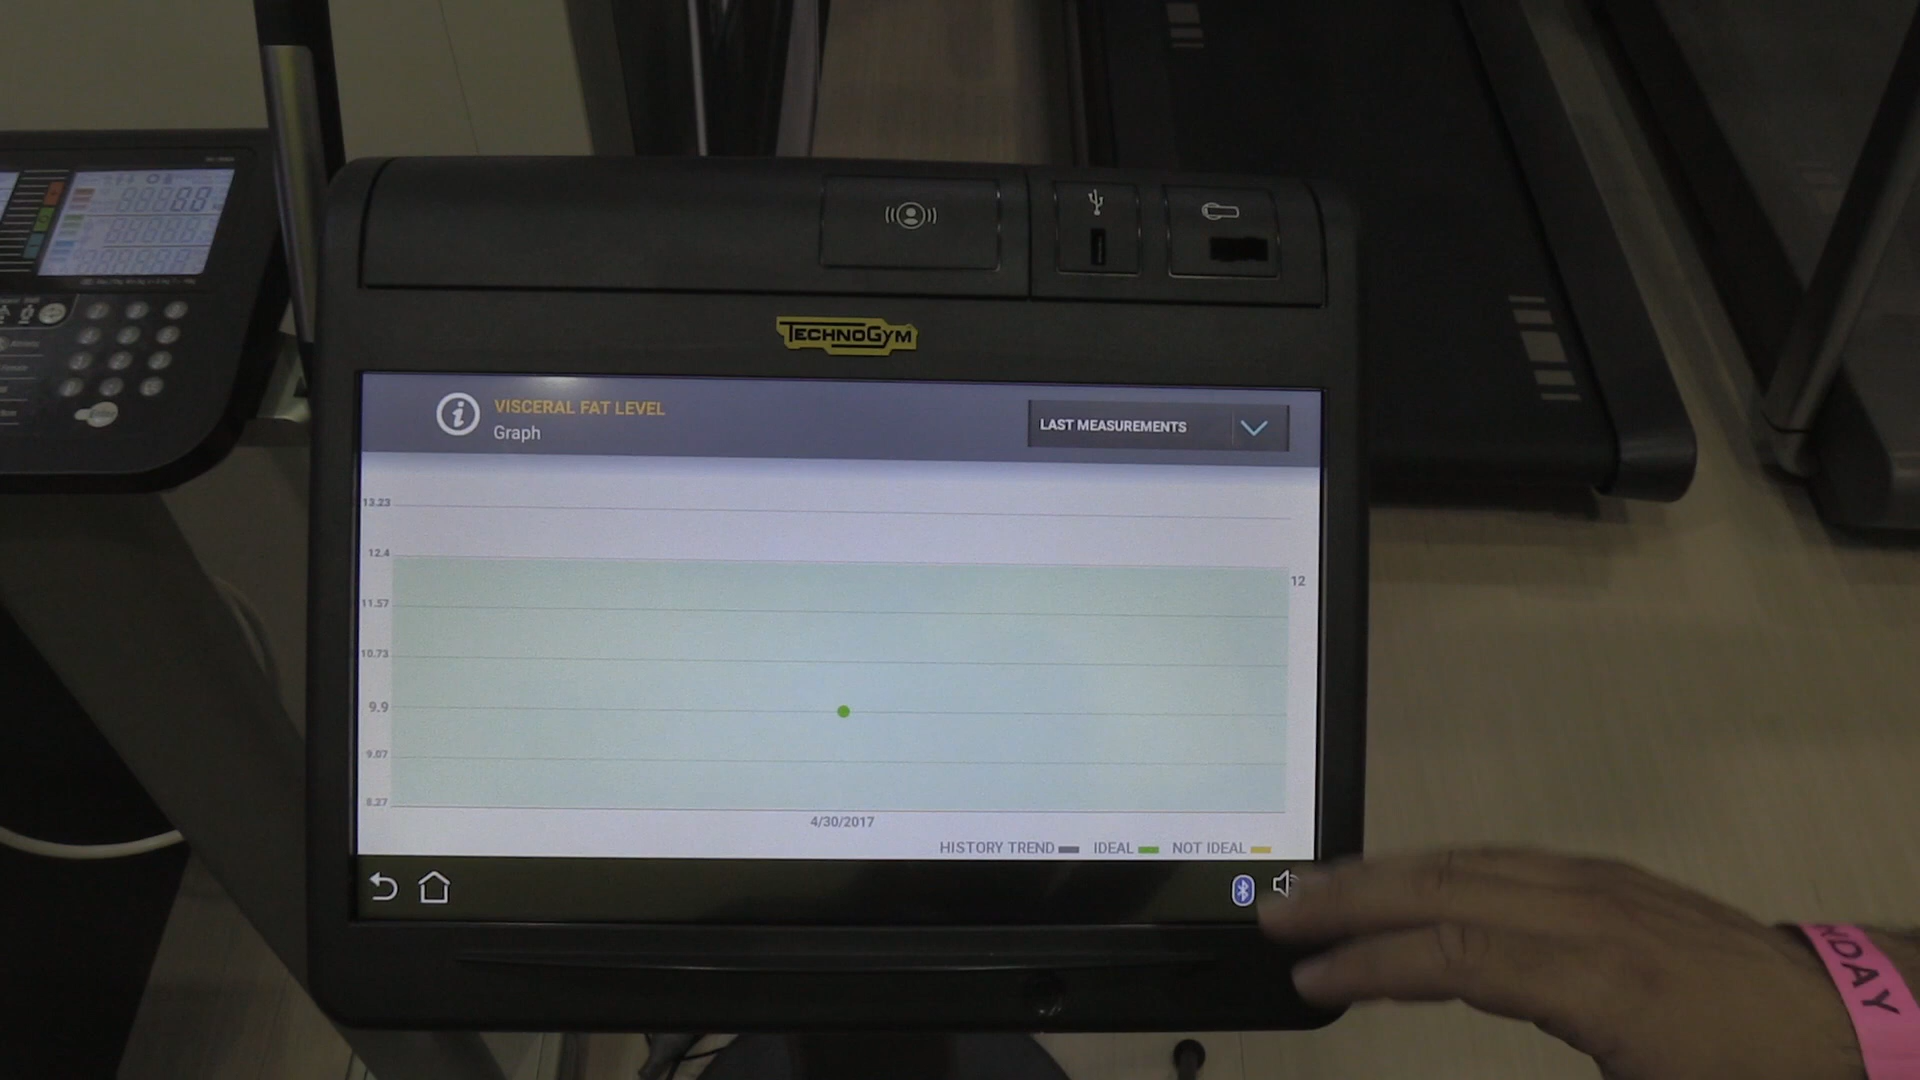 TECHNOGYM
VISCERAL FAT LEVEL
Graph
LAST MEASUREMENTS
13.23
12.4
12
11.57
10.73
9.9
9.07
8.27
4/30/2017
HISTORY TREND IDEAL NOT IDEAL
NDAY